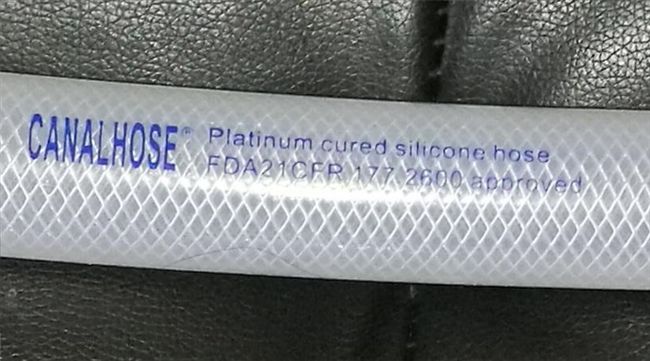 CANALHOSE® Platinum cured silicone hose
FDA21CFR 177 2600 approved